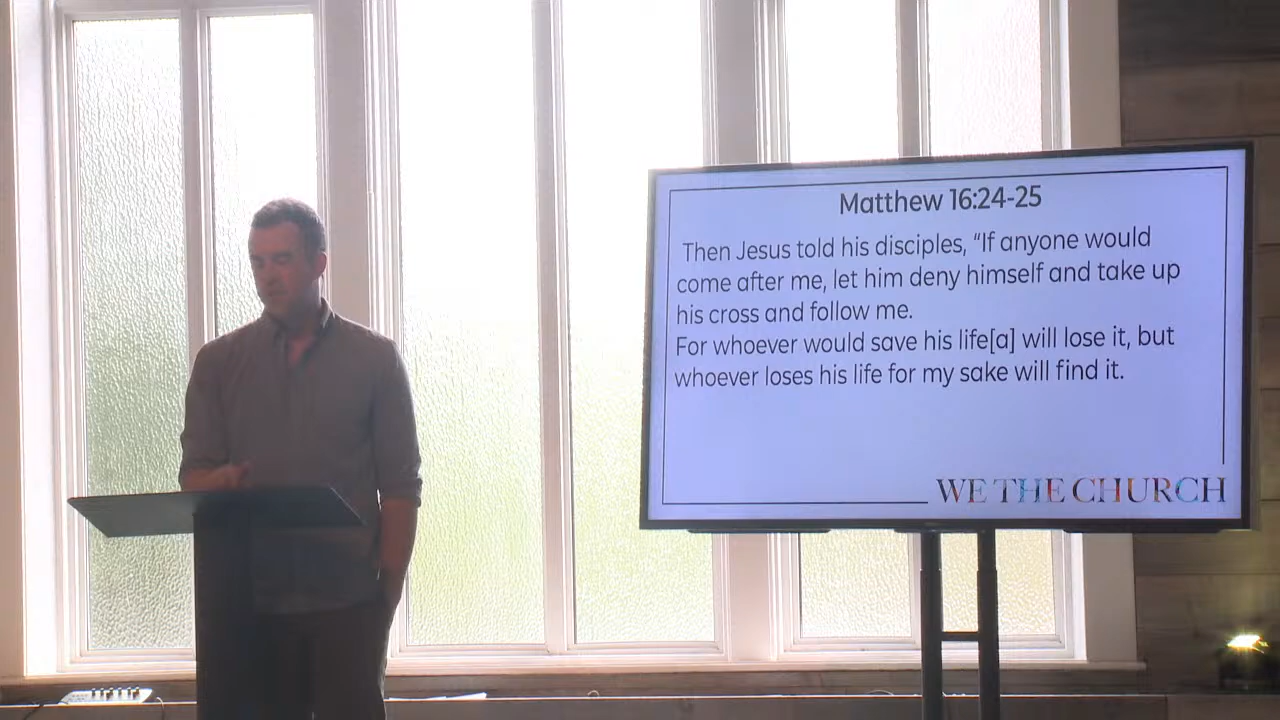 Matthew 16:24-25
Then Jesus told his disciples, “If anyone would
come after me, let him deny himself and take up
his cross and follow me.
For whoever would save his life[a] will lose it, but
whoever loses his life for my sake will find it.
WE THE CHURCH